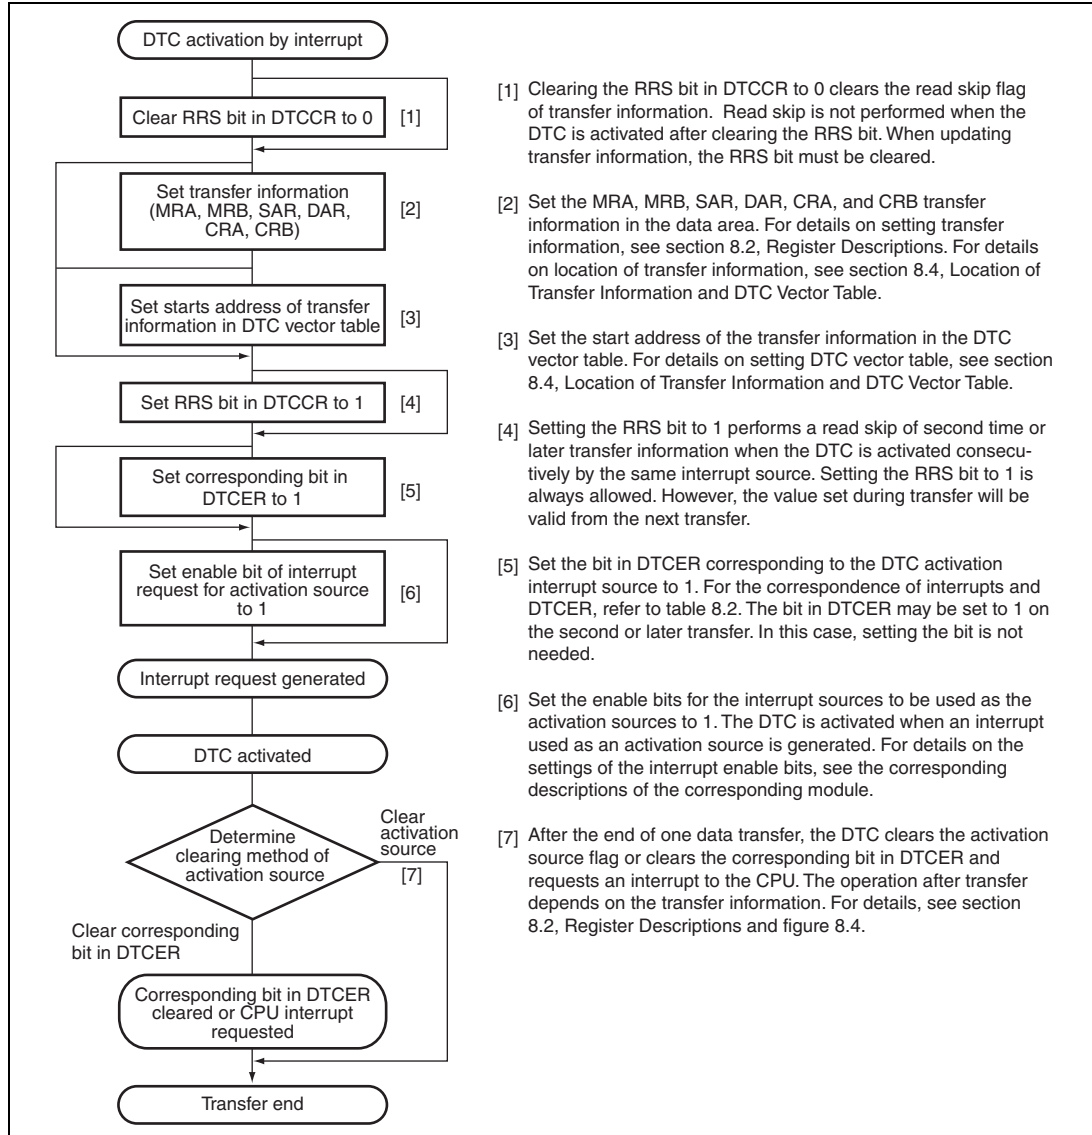 DTC activation by interrupt
Clear RRS bit in DTCCR to 0
[1]
Set transfer information
(MRA, MRB, SAR, DAR,
CRA, CRB)
[2]
Set starts address of transfer
information in DTC vector table
[3]
Set RRS bit in DTCCR to 1
[4]
Set corresponding bit in
DTCER to 1
[5]
Set enable bit of interrupt
request for activation source
to 1
[6]
Interrupt request generated
DTC activated
Determine
clearing method of
activation source
Clear
activation
source
[7]
Clear corresponding
bit in DTCER
Corresponding bit in DTCER
cleared or CPU interrupt
requested
Transfer end
[1] Clearing the RRS bit in DTCCR to 0 clears the read skip flag
of transfer information. Read skip is not performed when the
DTC is activated after clearing the RRS bit. When updating
transfer information, the RRS bit must be cleared.
[2] Set the MRA, MRB, SAR, DAR, CRA, and CRB transfer
information in the data area. For details on setting transfer
information, see section 8.2, Register Descriptions. For details
on location of transfer information, see section 8.4, Location of
Transfer Information and DTC Vector Table.
[3] Set the start address of the transfer information in the DTC
vector table. For details on setting DTC vector table, see section
8.4, Location of Transfer Information and DTC Vector Table.
[4] Setting the RRS bit to 1 performs a read skip of second time or
later transfer information when the DTC is activated consecu-
tively by the same interrupt source. Setting the RRS bit to 1 is
always allowed. However, the value set during transfer will be
valid from the next transfer.
[5] Set the bit in DTCER corresponding to the DTC activation
interrupt source to 1. For the correspondence of interrupts and
DTCER, refer to table 8.2. The bit in DTCER may be set to 1 on
the second or later transfer. In this case, setting the bit is not
needed.
[6] Set the enable bits for the interrupt sources to be used as the
activation sources to 1. The DTC is activated when an interrupt
used as an activation source is generated. For details on the
settings of the interrupt enable bits, see the corresponding
descriptions of the corresponding module.
[7] After the end of one data transfer, the DTC clears the activation
source flag or clears the corresponding bit in DTCER and
requests an interrupt to the CPU. The operation after transfer
depends on the transfer information. For details, see section
8.2, Register Descriptions and figure 8.4.